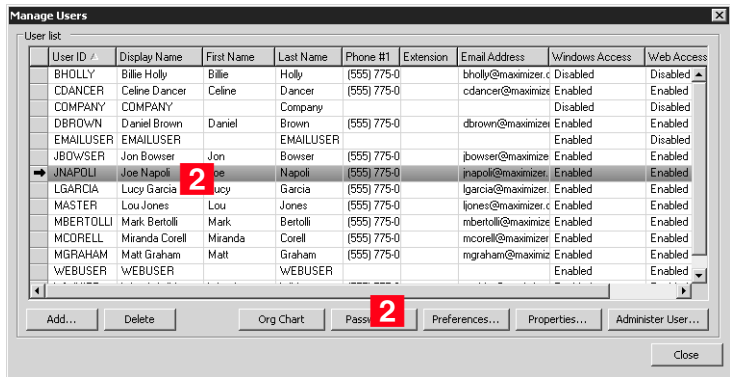 Manage Users
User list
User ID Display Name First Name Last Name Phone #1 Extension Email Address Windows Access Web Access
BHOLLY Billie Holly Billie Holly (555) 775-0 bholly@maximizer.c Disabled Disabled
CDANCER Celine Dancer Celine Dancer (555) 775-0 cdancer@maximize Enabled Enabled
COMPANY COMPANY Company Disabled Disabled
DBROWN Daniel Brown Daniel Brown (555) 775-0 dbrown@maximizer Enabled Enabled
EMAILUSER EMAILUSER EMAILUSER Enabled Disabled
JBOWSER Jon Bowser Jon Bowser (555) 775-0 jbowser@maximize Enabled Enabled
JNAPOLI Joe Napoli 2 oe Napoli (555) 775-0 jnapoli@maximizer. Enabled Enabled
LGARCIA Lucy Garcia ucy Garcia (555) 775-0 lgarcia@maximizer. Enabled Enabled
MASTER Lou Jones Lou Jones (555) 775-0 ljones@maximizer.c Enabled Enabled
MBERTOLLI Mark Bertolli Mark Bertolli (555) 775-0 mbertolli@maximize Enabled Enabled
MCORELL Miranda Corell Miranda Corell (555) 775-0 mcorell@maximizer Enabled Enabled
MGRAHAM Matt Graham Matt Graham (555) 775-0 mgraham@maximiz Enabled Enabled
WEBUSER WEBUSER WEBUSER Enabled Enabled
Add... Delete Org Chart Passw 2 Preferences... Properties... Administer User...
Close